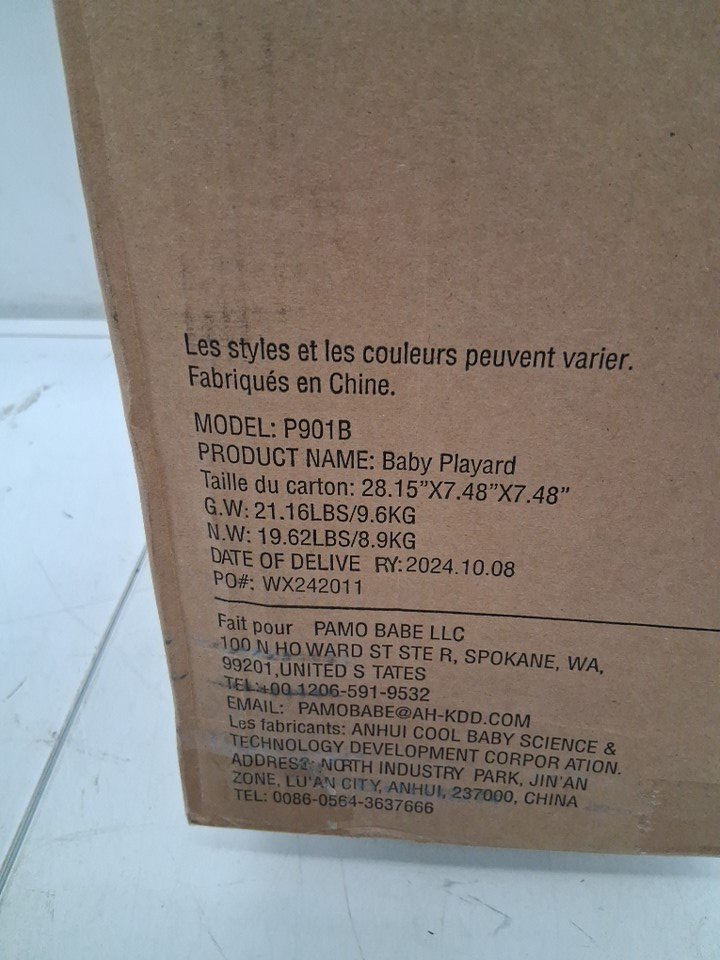 Les styles et les couleurs peuvent varier.
Fabriqués en Chine.
MODEL: P901B
PRODUCT NAME: Baby Playard
Taille du carton: 28.15”X7.48”X7.48”
G.W: 21.16LBS/9.6KG
N.W: 19.62LBS/8.9KG
DATE OF DELIVE RY: 2024.10.08
PO#: WX242011
Fait pour PAMO BABE LLC
100 N HO WARD ST STE R, SPOKANE, WA,
99201,UNITED S TATES
TEL:+00 1206-591-9532
EMAIL: PAMOBABE@AH-KDD.COM
Les fabricants: ANHUI COOL BABY SCIENCE &
TECHNOLOGY DEVELOPMENT CORPOR ATION.
ADDRESS: NORTH INDUSTRY PARK, JIN'AN
ZONE, LU'AN CITY, ANHUI, 237000, CHINA
TEL: 0086-0564-3637666